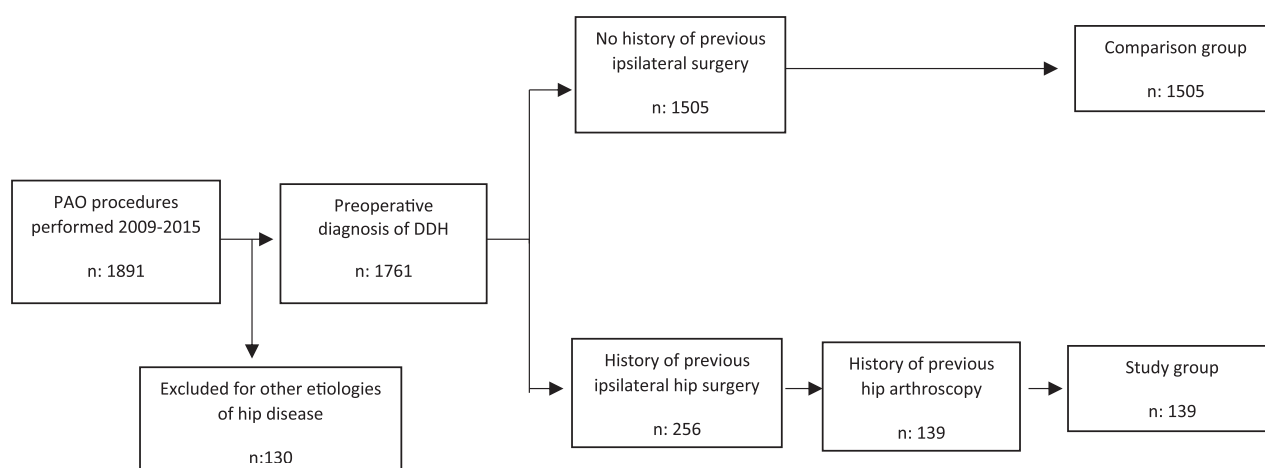 PAO procedures
performed 2009-2015
n: 1891
Excluded for other etiologies
of hip disease
n:130
Preoperative
diagnosis of DDH
n: 1761
No history of previous
ipsilateral surgery
n: 1505
Comparison group
n: 1505
History of previous
ipsilateral hip surgery
n: 256
History of previous
hip arthroscopy
n: 139
Study group
n: 139